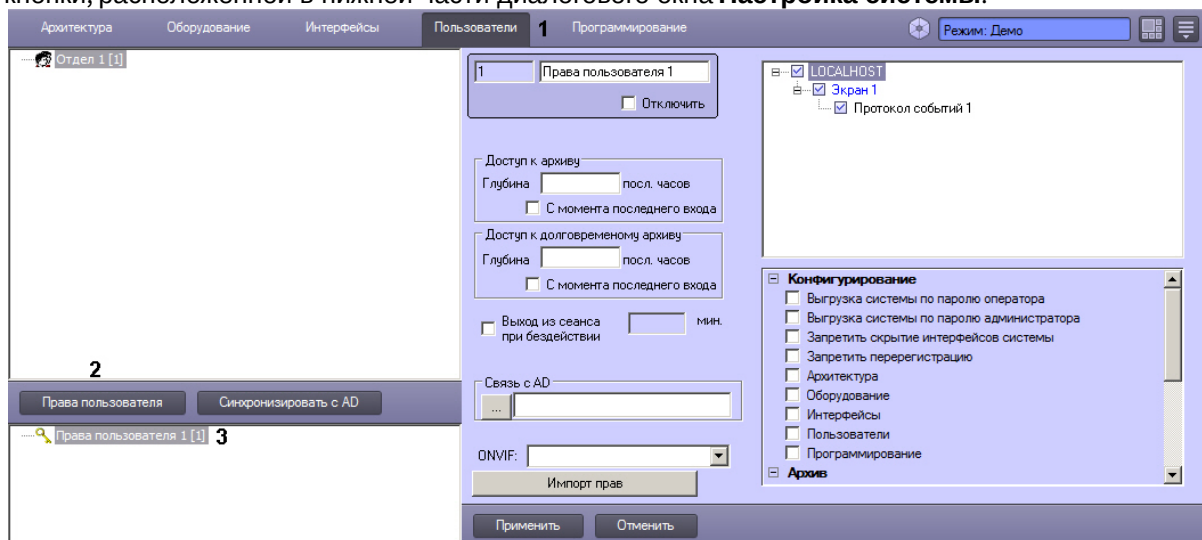 кнопки, расположенной в нижней части диалогового окна Настройка системы.
Архитектура Оборудование Интерфейсы Пользователи 1 Программирование Режим: Демо
Отдел 1 [1]
2
Права пользователя Синхронизировать с AD
Права пользователя 1 [1] 3
1 Права пользователя 1
Отключить
Доступ к архиву
Глубина посл. часов
С момента последнего входа
Доступ к долговременому архиву
Глубина посл. часов
С момента последнего входа
Выход из сеанса мин.
при бездействии
Связь с AD
...
ONVIF:
Импорт прав
Применить Отменить
LOCALHOST
Экран 1
Протокол событий 1
Конфигурирование
Выгрузка системы по паролю оператора
Выгрузка системы по паролю администратора
Запретить скрытие интерфейсов системы
Запретить перерегистрацию
Архитектура
Оборудование
Интерфейсы
Пользователи
Программирование
Архив